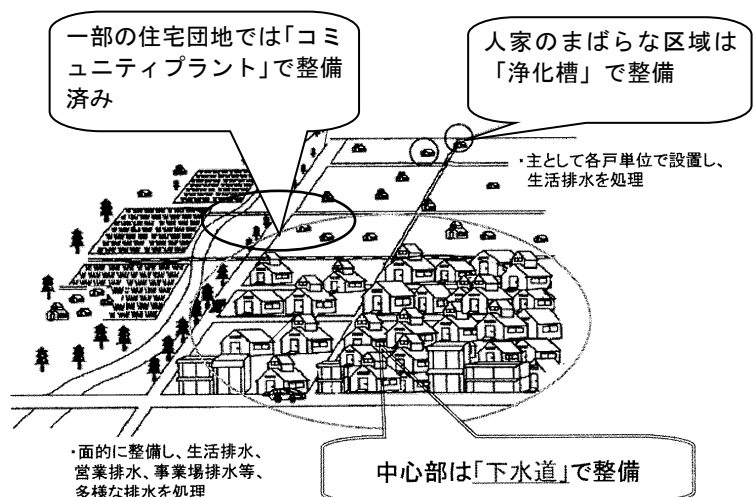 一部の住宅団地では「コミ
ュニティプラント」で整備
済み
人家のまばらな区域は
「浄化槽」で整備
・主として各戸単位で設置し、
生活排水を処理
・面的に整備し、生活排水、
営業排水、事業場排水等、
多様な排水を処理
中心部は「下水道」で整備